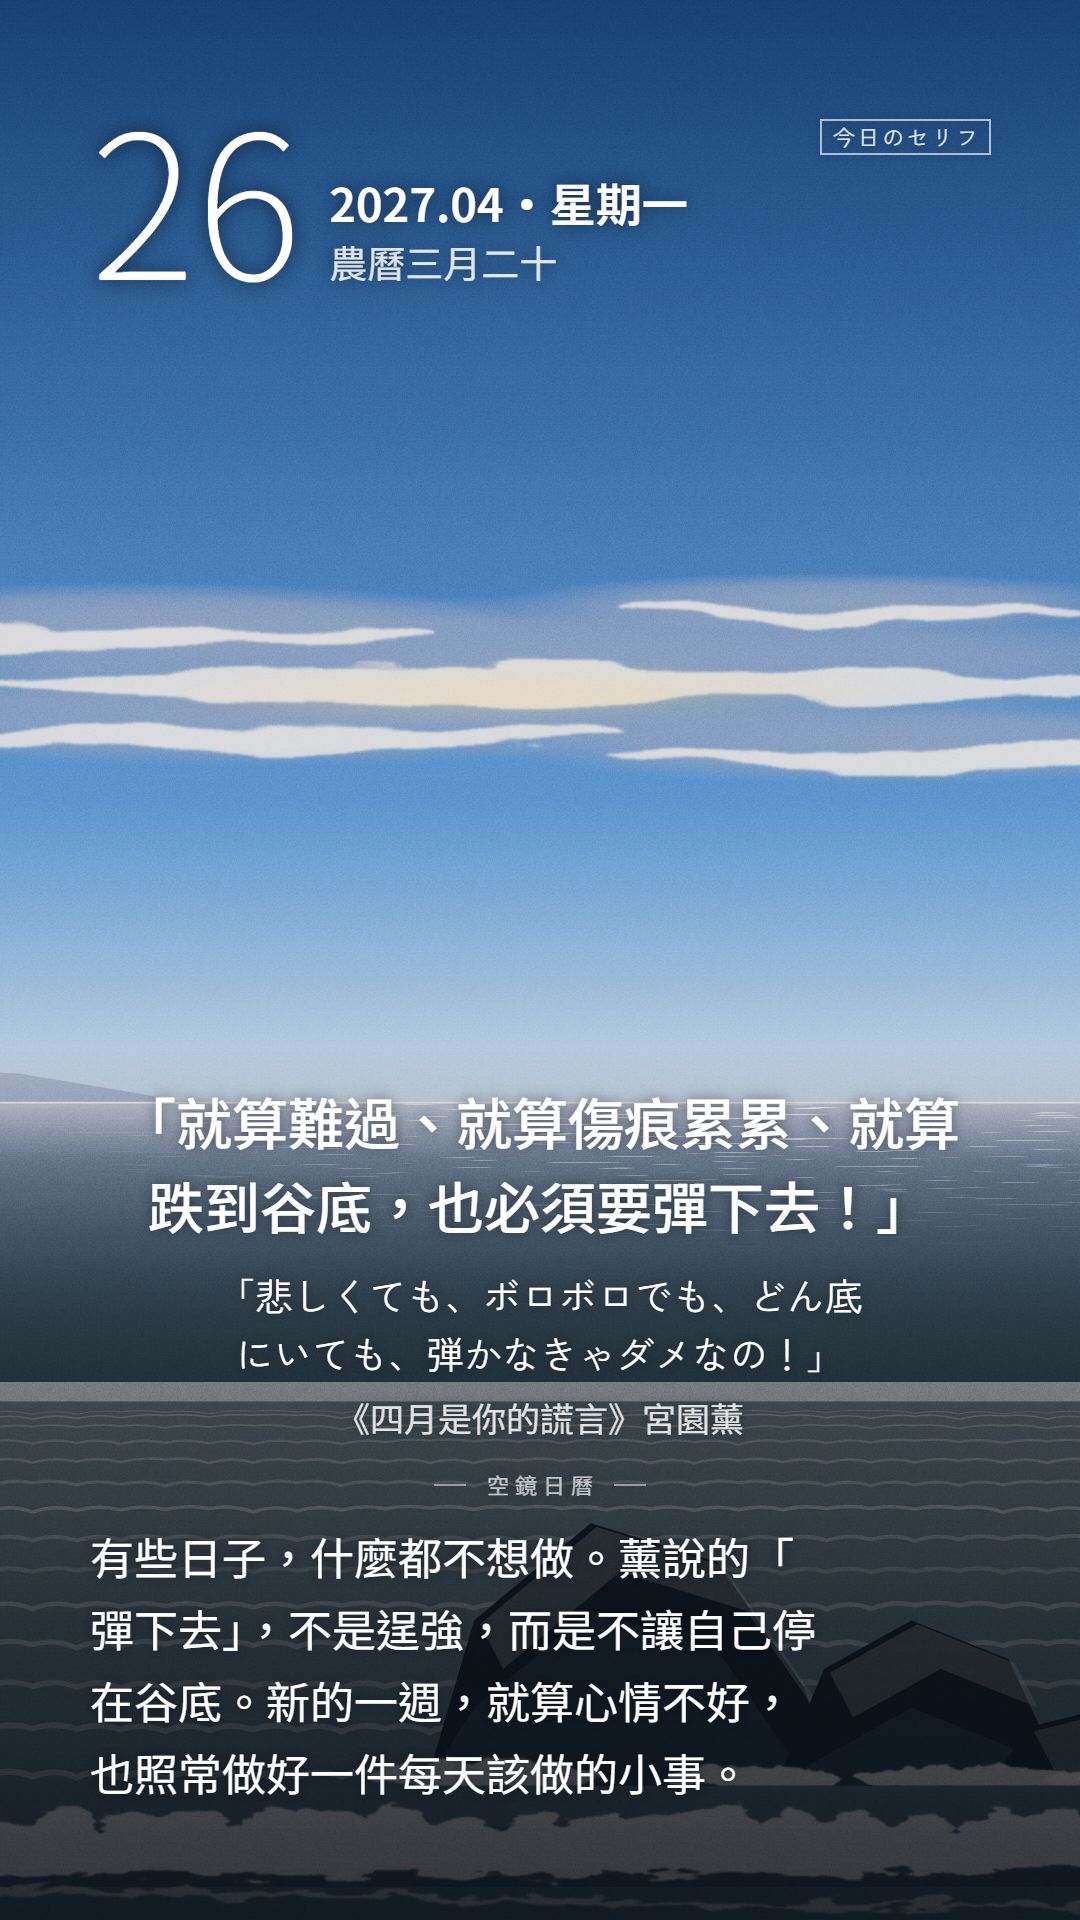 26
今日のセリフ
2027.04・星期一
農曆三月二十
「就算難過、就算傷痕累累、就算
跌到谷底，也必須要彈下去！」
「悲しくても、ボロボロでも、どん底
にいても、弾かなきゃダメなの！」
《四月是你的謊言》宮園薰
— 空鏡日曆 —
有些日子，什麼都不想做。薰說的「
彈下去」，不是逞強，而是不讓自己停
在谷底。新的一週，就算心情不好，
也照常做好一件每天該做的小事。